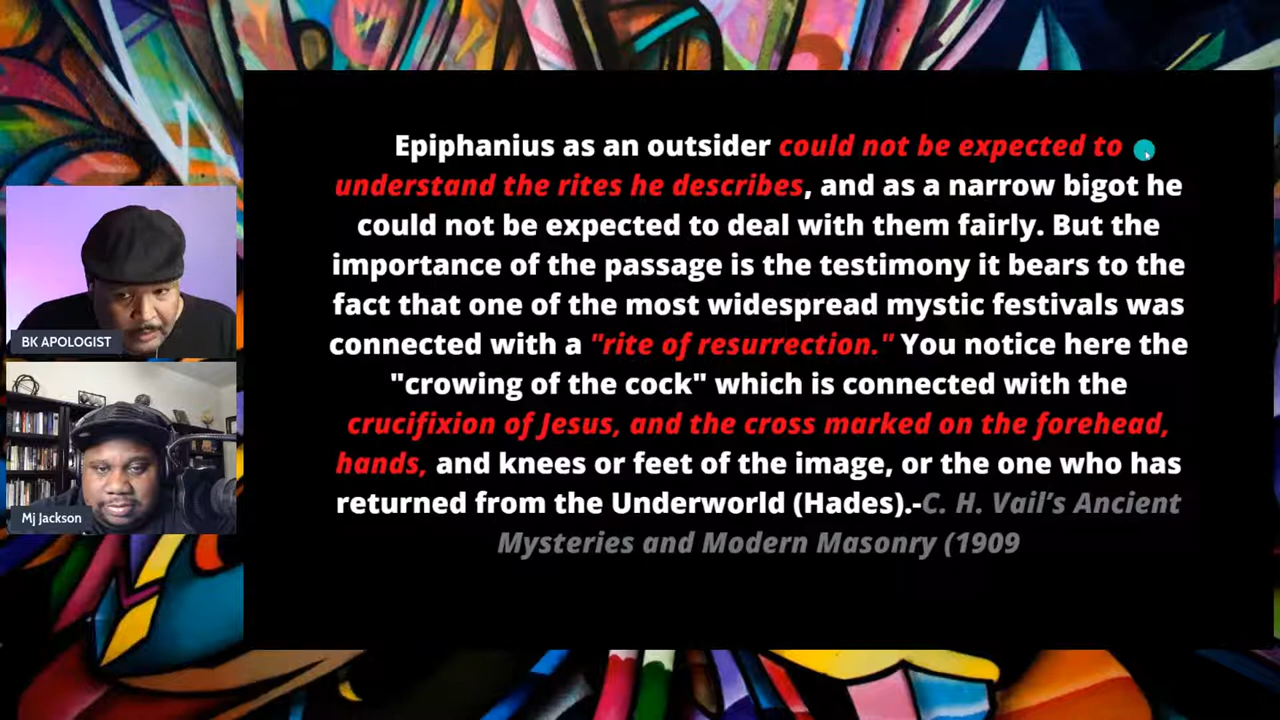 Epiphanius as an outsider could not be expected to
understand the rites he describes, and as a narrow bigot he
could not be expected to deal with them fairly. But the
importance of the passage is the testimony it bears to the
fact that one of the most widespread mystic festivals was
connected with a "rite of resurrection." You notice here the
"crowing of the cock" which is connected with the
crucifixion of Jesus, and the cross marked on the forehead,
hands, and knees or feet of the image, or the one who has
returned from the Underworld (Hades).-C. H. Vail’s Ancient
Mysteries and Modern Masonry (1909
BK APOLOGIST
Mj Jackson